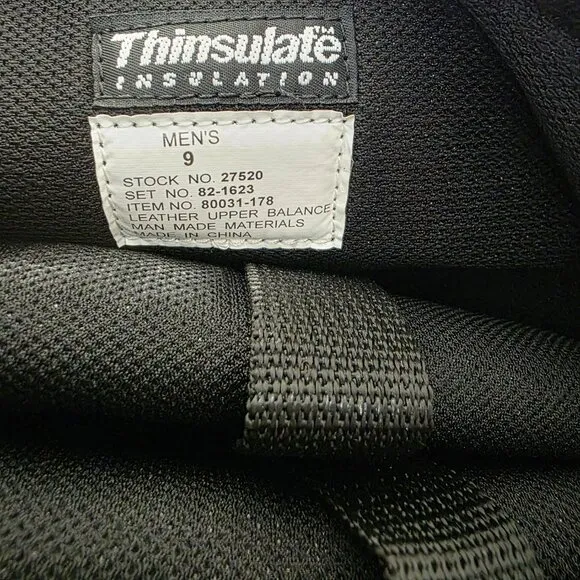 Thinsulate™
INSULATION
MEN'S
9
STOCK NO. 27520
SET NO. 82-1623
ITEM NO. 80031-178
LEATHER UPPER BALANCE
MAN MADE MATERIALS
MADE IN CHINA